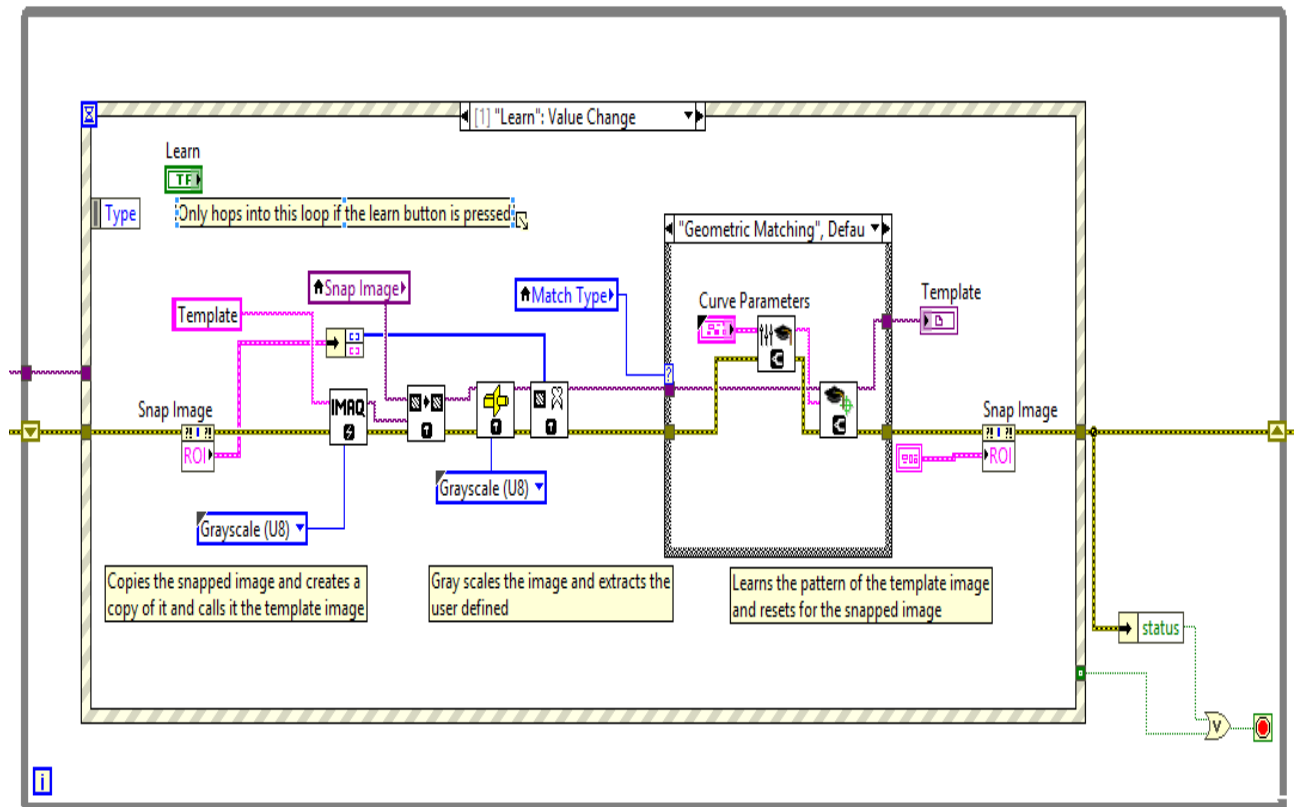 [1] "Learn": Value Change
Learn
TF
Type
Only hops into this loop if the learn button is pressed
"Geometric Matching", Defau
Snap Image
Match Type
Template
Curve Parameters
Template
Snap Image
IMAQ
Snap Image
ROI
ROI
Grayscale (U8)
Grayscale (U8)
?
Copies the snapped image and creates a
copy of it and calls it the template image
Gray scales the image and extracts the
user defined
Learns the pattern of the template image
and resets for the snapped image
status
V
i